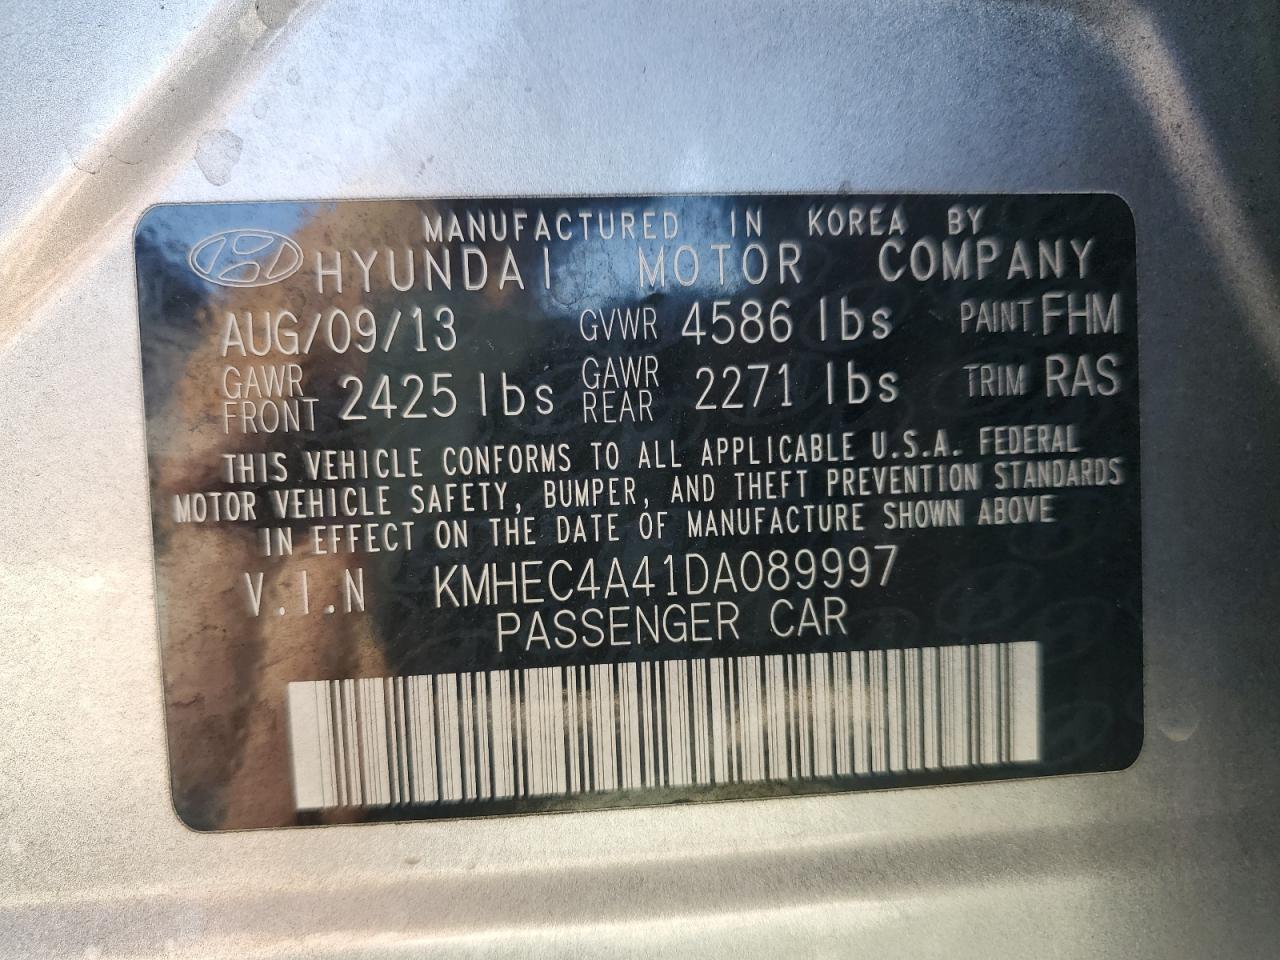 MANUFACTURED IN KOREA BY
HYUNDAI MOTOR COMPANY
AUG/09/13 GVWR 4586 lbs PAINT FHM
GAWR FRONT 2425 lbs GAWR REAR 2271 lbs TRIM RAS
THIS VEHICLE CONFORMS TO ALL APPLICABLE U.S.A. FEDERAL
MOTOR VEHICLE SAFETY, BUMPER, AND THEFT PREVENTION STANDARDS
IN EFFECT ON THE DATE OF MANUFACTURE SHOWN ABOVE
V.I.N KMHEC4A41DA089997
PASSENGER CAR